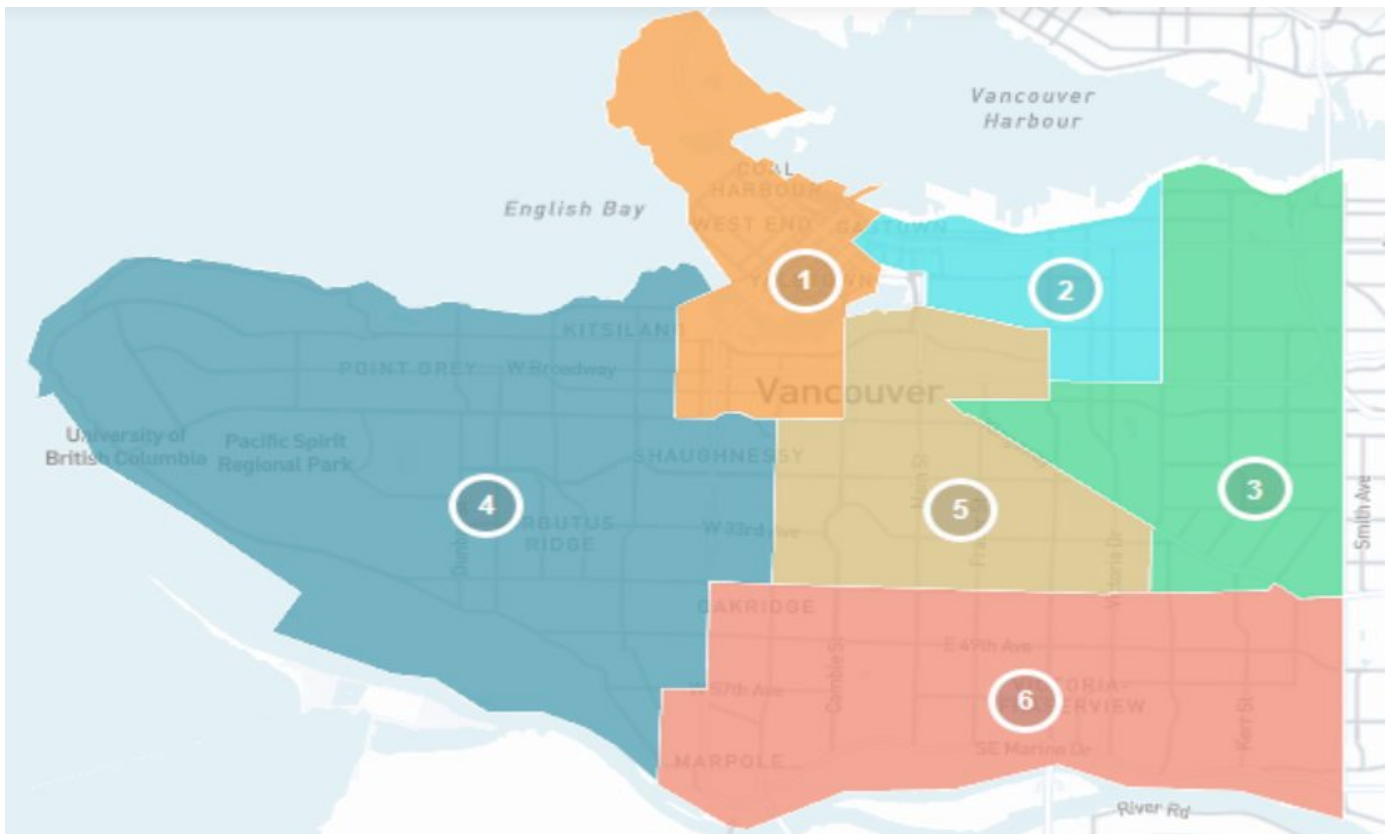 Vancouver
Harbour
English Bay
COAL
HARBOUR
WEST END
GASTOWN
1
2
KITSILANO
POINT GREY
W Broadway
Vancouver
University of
British Columbia
Pacific Spirit
Regional Park
SHAUGHNESSY
Main St
3
4
5
ARBUTUS
RIDGE
W 33rd Ave
Smith Ave
Victoria Dr
OAKRIDGE
E 49th Ave
Cambie St
W 57th Ave
6
VICTORIA-
FRASERVIEW
Kerr St
SE Marine Dr
MARPOLE
River Rd